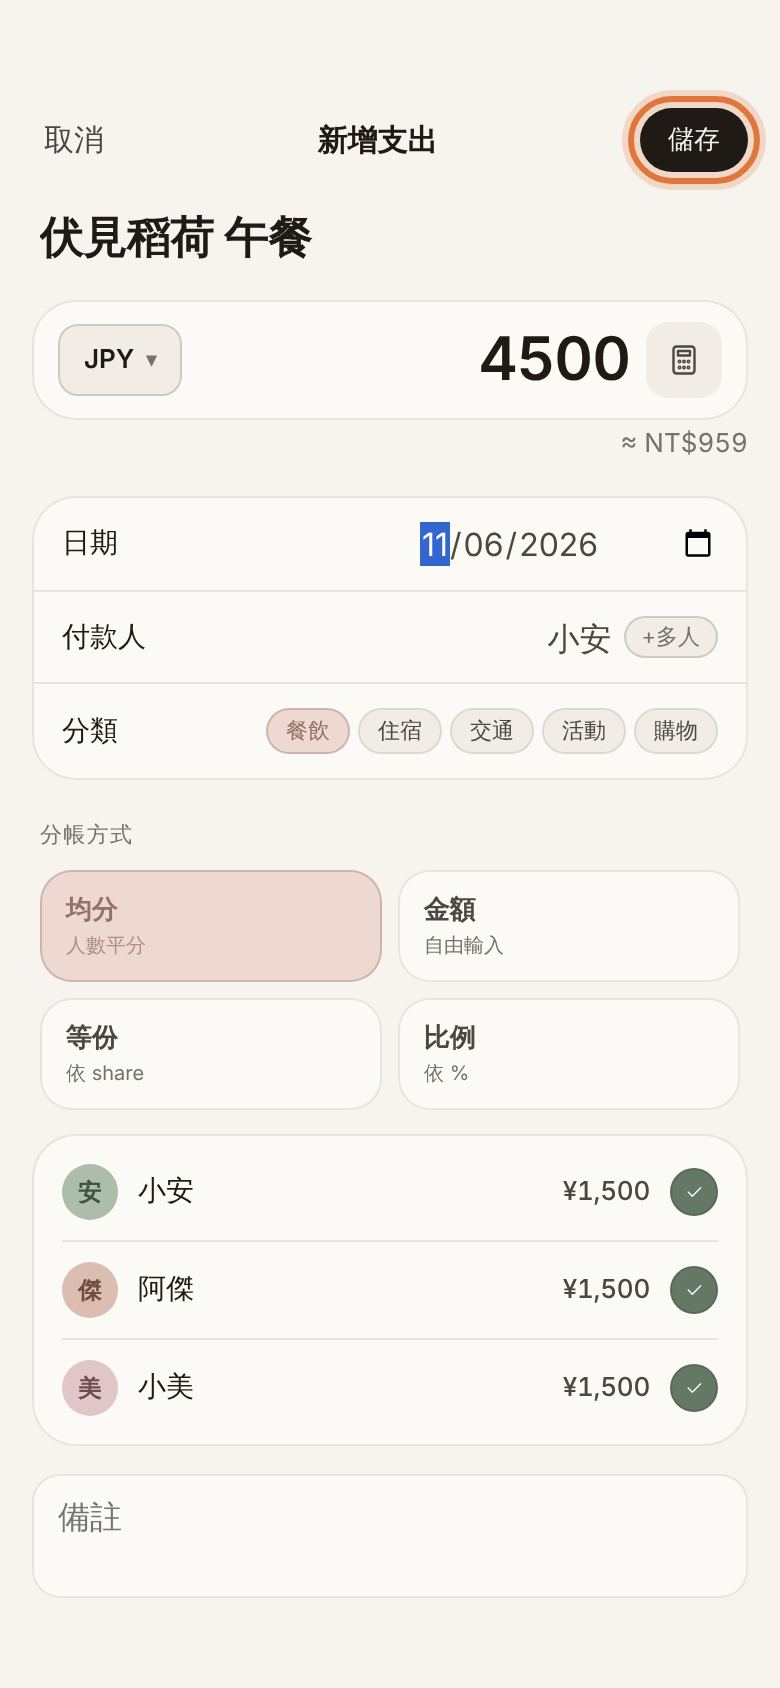 取消 新增支出 儲存
伏見稻荷 午餐
JPY ▾ 4500
≈ NT$959
日期 11/06/2026
付款人 小安 +多人
分類 餐飲 住宿 交通 活動 購物
分帳方式
均分 金額
人數平分 自由輸入
等份 比例
依 share 依 %
安 小安 ¥1,500
傑 阿傑 ¥1,500
美 小美 ¥1,500
備註